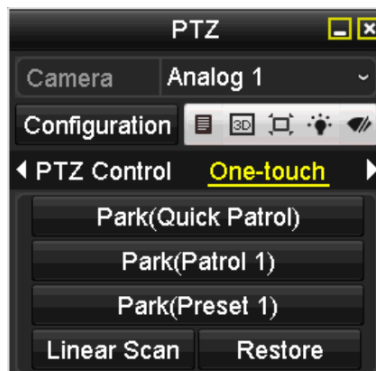 PTZ
Camera Analog 1
Configuration 3D
PTZ Control One-touch
Park(Quick Patrol)
Park(Patrol 1)
Park(Preset 1)
Linear Scan Restore